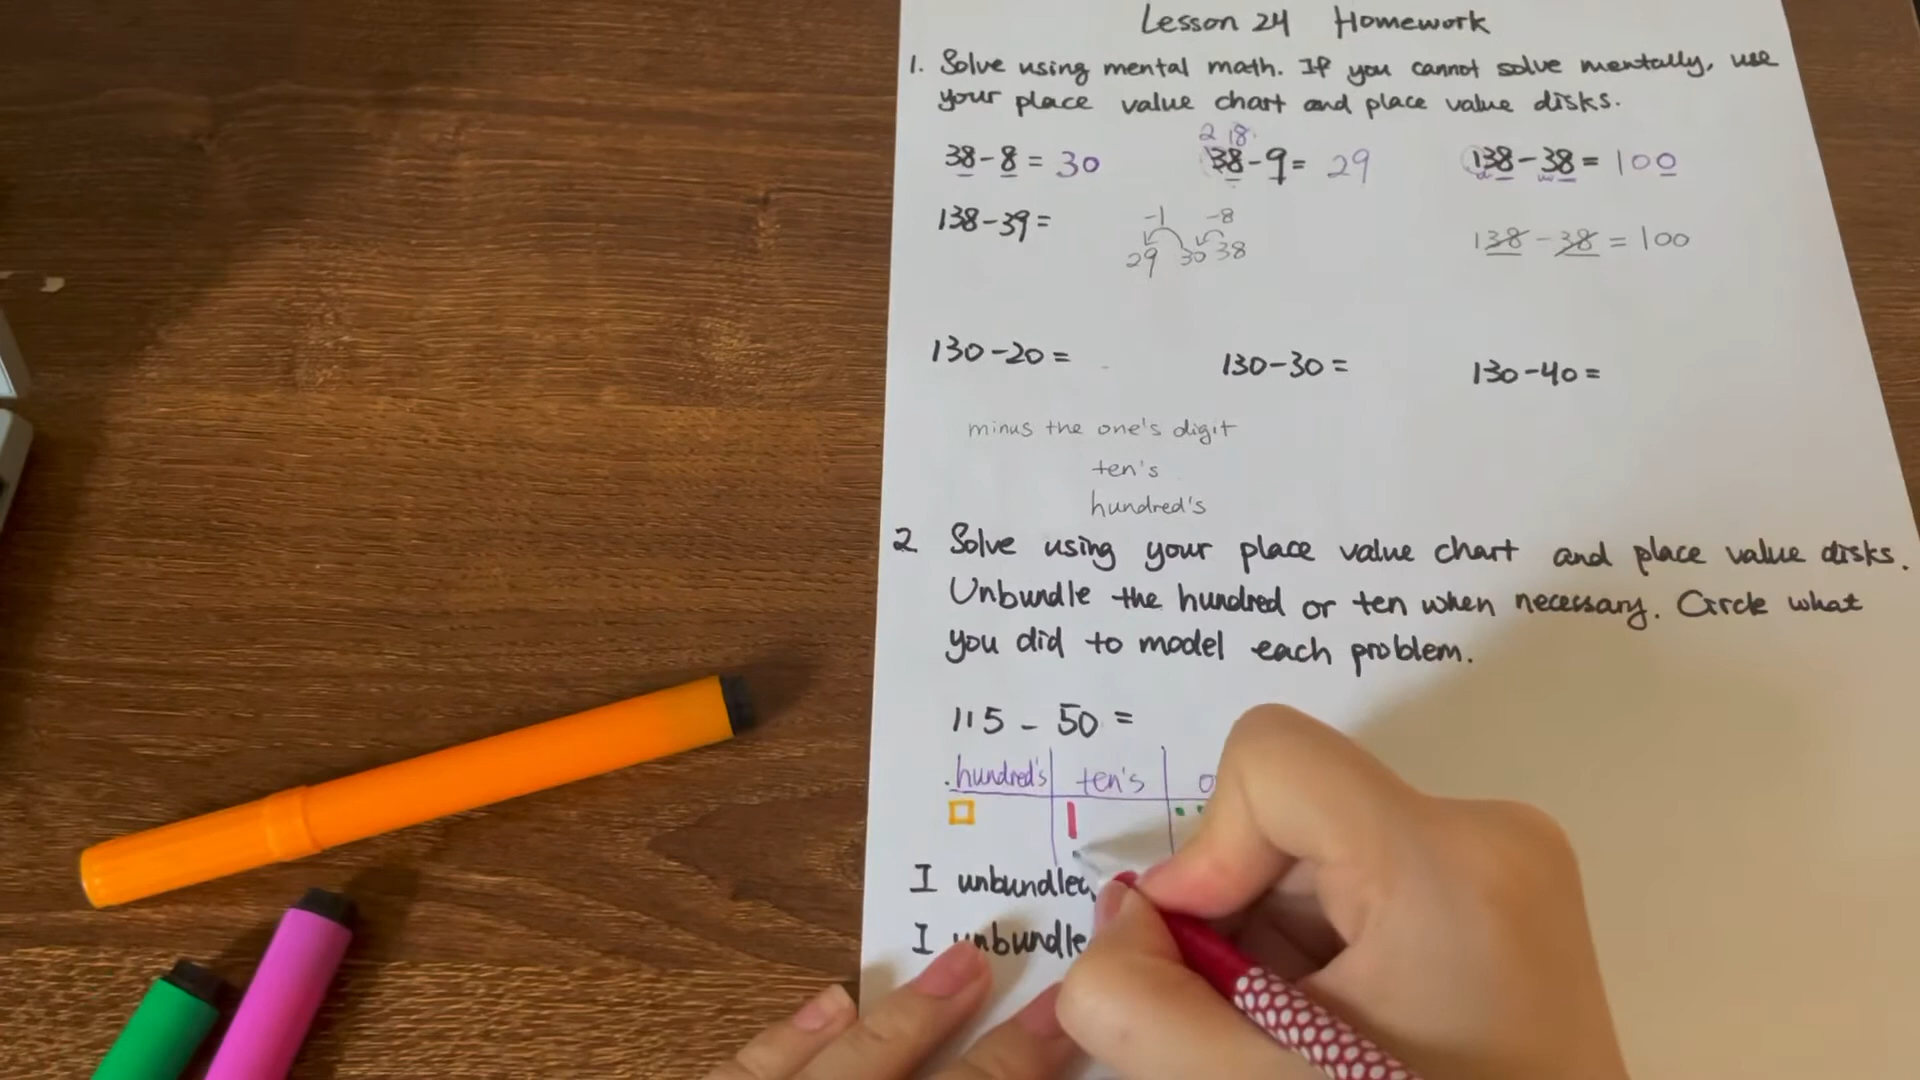 Lesson 24 Homework
1. Solve using mental math. If you cannot solve mentally, use
your place value chart and place value disks.
2 18
38-8 = 30 38-9= 29 138-38= 100
138-39=
-1 -8
29 30 38
138-38=100
130-20= 130-30= 130-40=
minus the one's digit
ten's
hundred's
2 Solve using your place value chart and place value disks.
Unbundle the hundred or ten when necessary. Circle what
you did to model each problem.
115 - 50 =
hundred's ten's
I
I